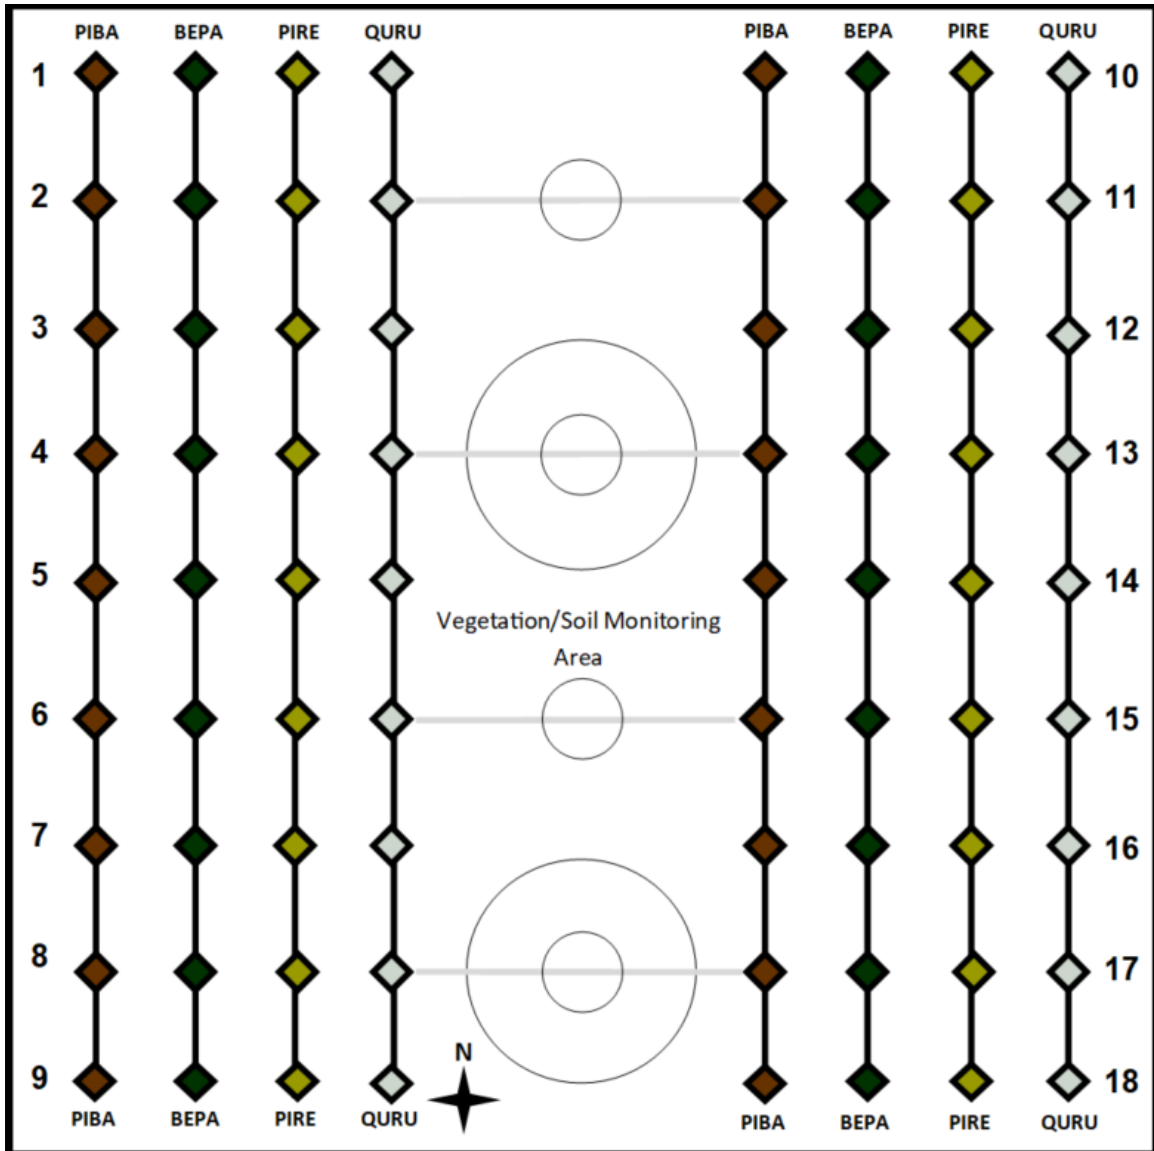 PIBA BEPA PIRE QURU PIBA BEPA PIRE QURU
1 10
2 11
3 12
4 13
5 14
Vegetation/Soil Monitoring
Area
6 15
7 16
8 17
N
9 18
PIBA BEPA PIRE QURU PIBA BEPA PIRE QURU